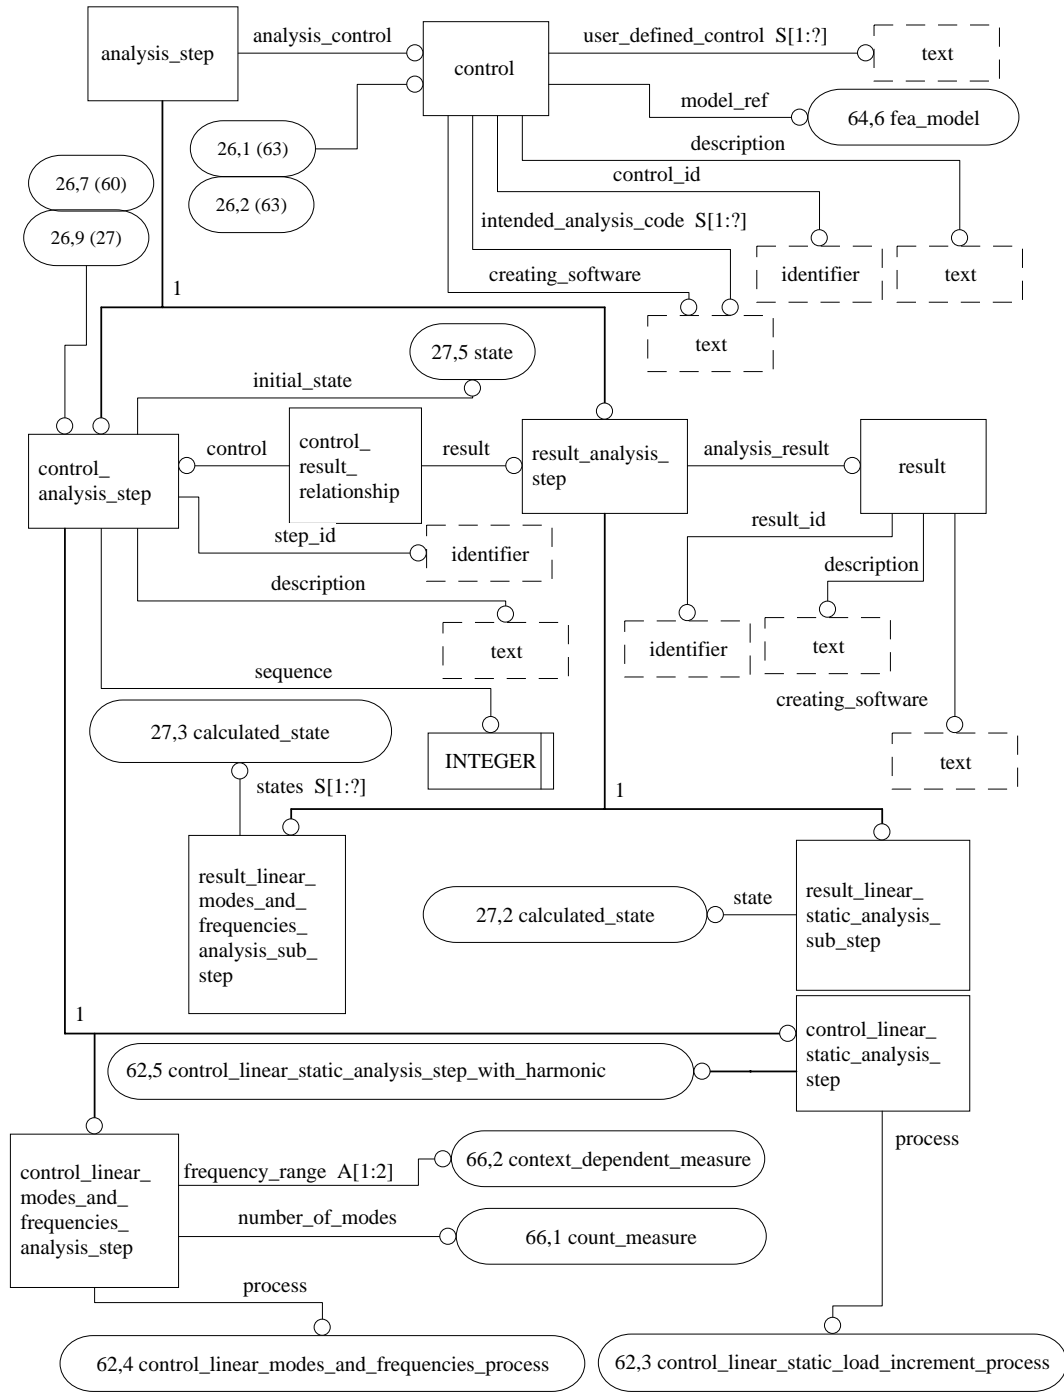 analysis_step
analysis_control
control
user_defined_control S[1:?]
text
model_ref
64,6 fea_model
description
control_id
intended_analysis_code S[1:?]
creating_software
identifier
text
text
26,1 (63)
26,2 (63)
26,7 (60)
26,9 (27)
1
27,5 state
initial_state
control_
analysis_step
control
control_
result_
relationship
result
result_analysis_
step
analysis_result
result
step_id
identifier
description
text
sequence
INTEGER
result_id
identifier
description
text
creating_software
text
27,3 calculated_state
states S[1:?]
1
result_linear_
modes_and_
frequencies_
analysis_sub_
step
27,2 calculated_state
state
result_linear_
static_analysis_
sub_step
1
control_linear_
static_analysis_
step
62,5 control_linear_static_analysis_step_with_harmonic
process
control_linear_
modes_and_
frequencies_
analysis_step
frequency_range A[1:2]
66,2 context_dependent_measure
number_of_modes
66,1 count_measure
process
62,4 control_linear_modes_and_frequencies_process
62,3 control_linear_static_load_increment_process